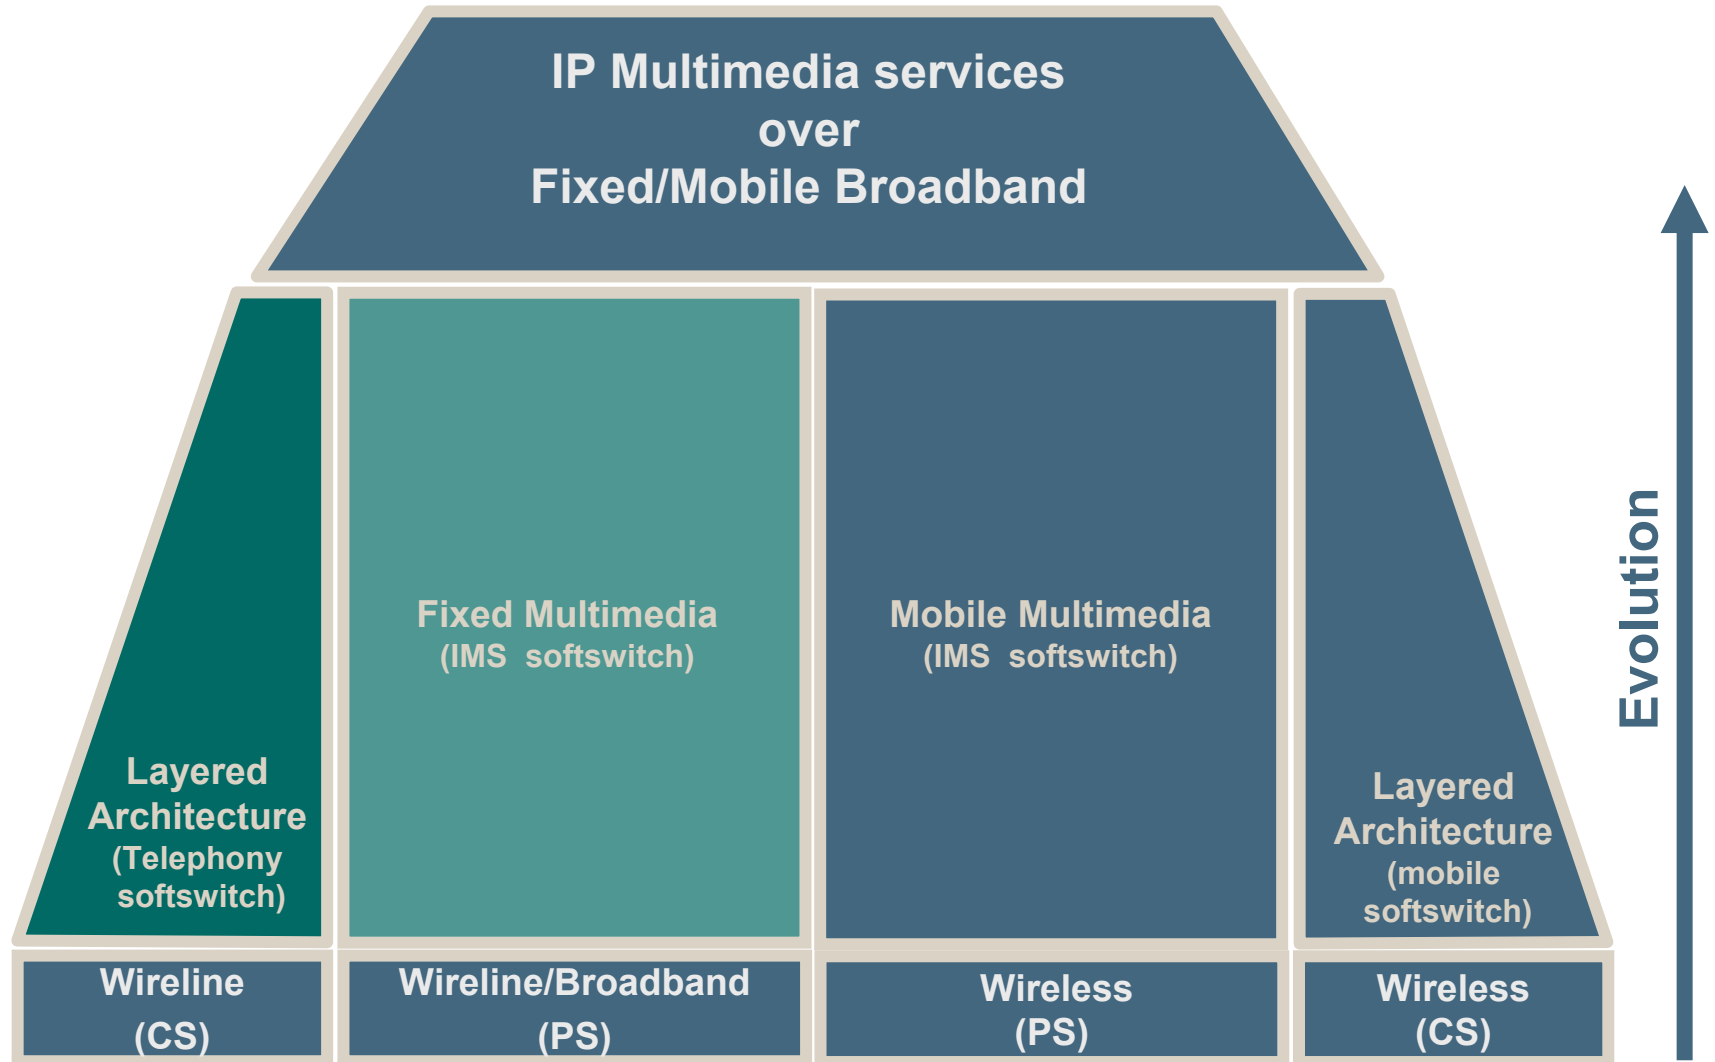 IP Multimedia services
over
Fixed/Mobile Broadband
Layered
Architecture
(Telephony
softswitch)
Fixed Multimedia
(IMS softswitch)
Mobile Multimedia
(IMS softswitch)
Layered
Architecture
(mobile
softswitch)
Evolution
Wireline
(CS)
Wireline/Broadband
(PS)
Wireless
(PS)
Wireless
(CS)